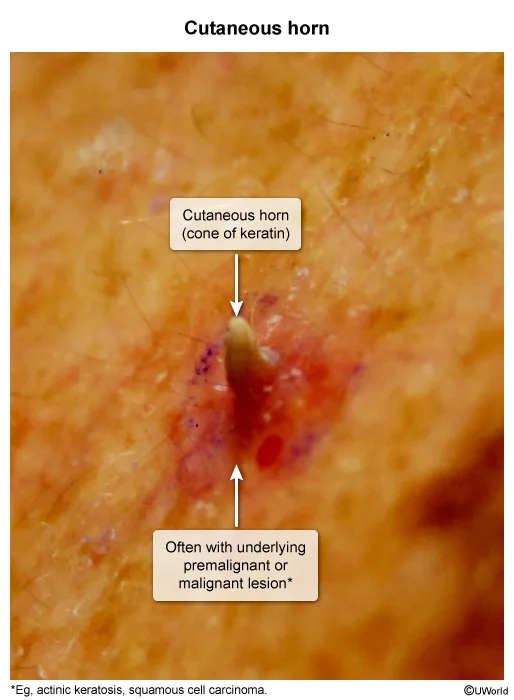 Cutaneous horn
Cutaneous horn
(cone of keratin)
Often with underlying
premalignant or
malignant lesion*
*Eg, actinic keratosis, squamous cell carcinoma.
©UWorld